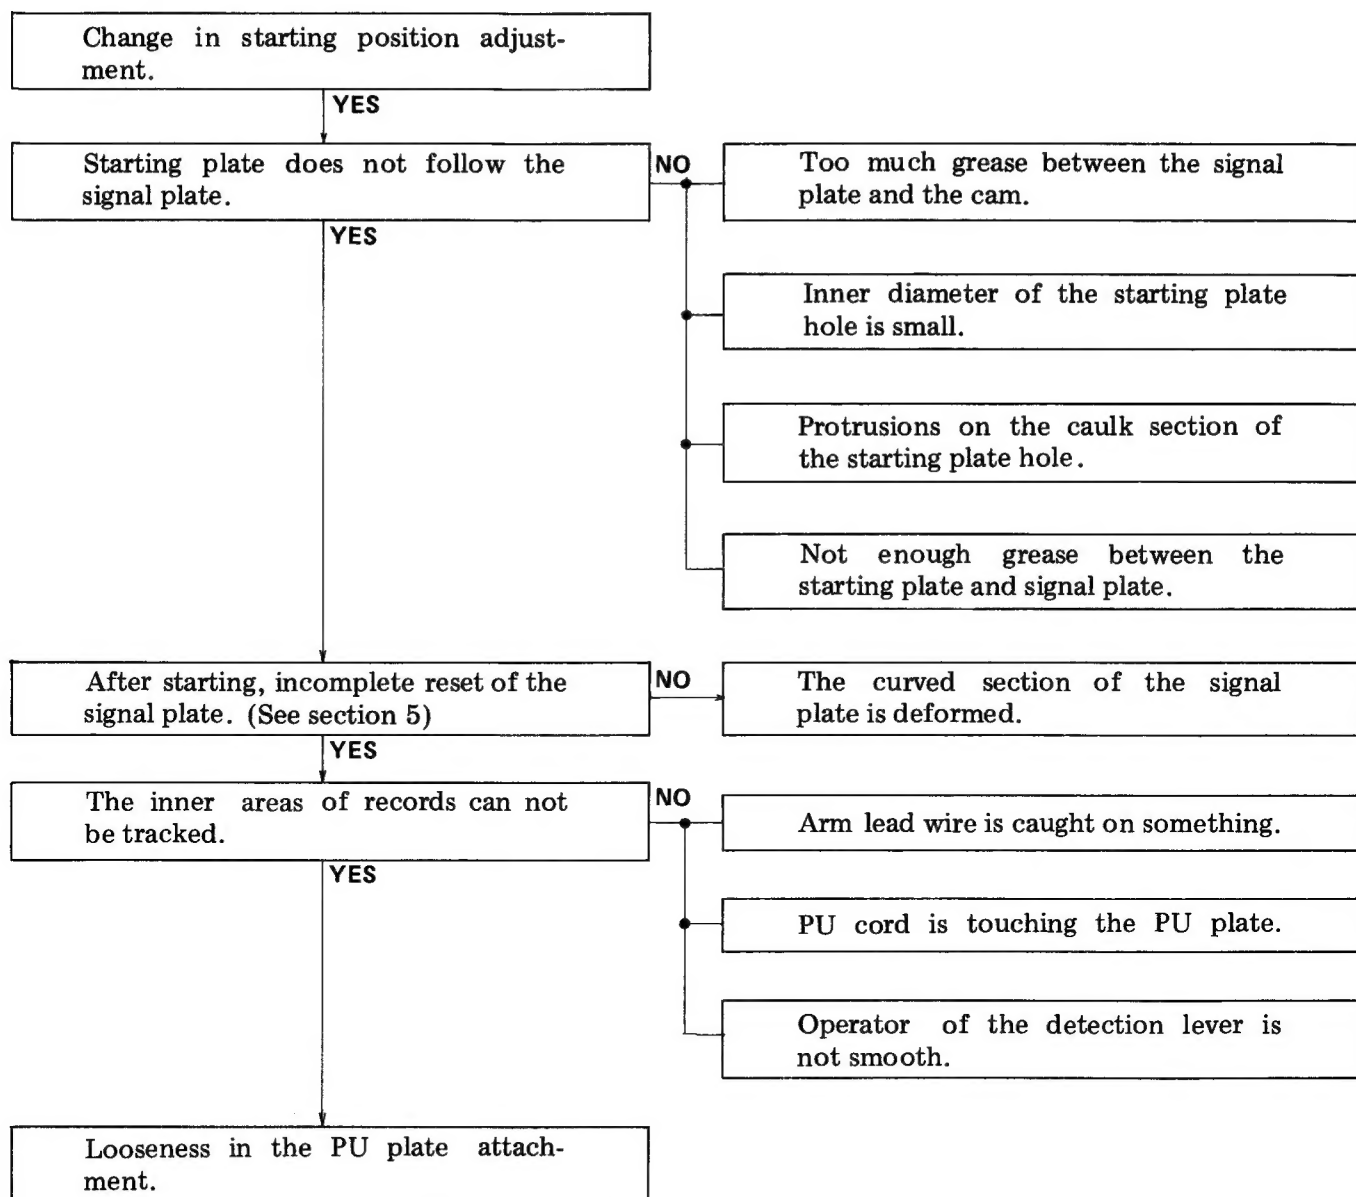 Change in starting position adjust-
ment.
YES
Starting plate does not follow the
signal plate.
NO
Too much grease between the signal
plate and the cam.
YES
Inner diameter of the starting plate
hole is small.
Protrusions on the caulk section of
the starting plate hole.
Not enough grease between the
starting plate and signal plate.
After starting, incomplete reset of the
signal plate. (See section 5)
NO
The curved section of the signal
plate is deformed.
YES
The inner areas of records can not
be tracked.
NO
Arm lead wire is caught on something.
YES
PU cord is touching the PU plate.
Operator of the detection lever is
not smooth.
Looseness in the PU plate attach-
ment.